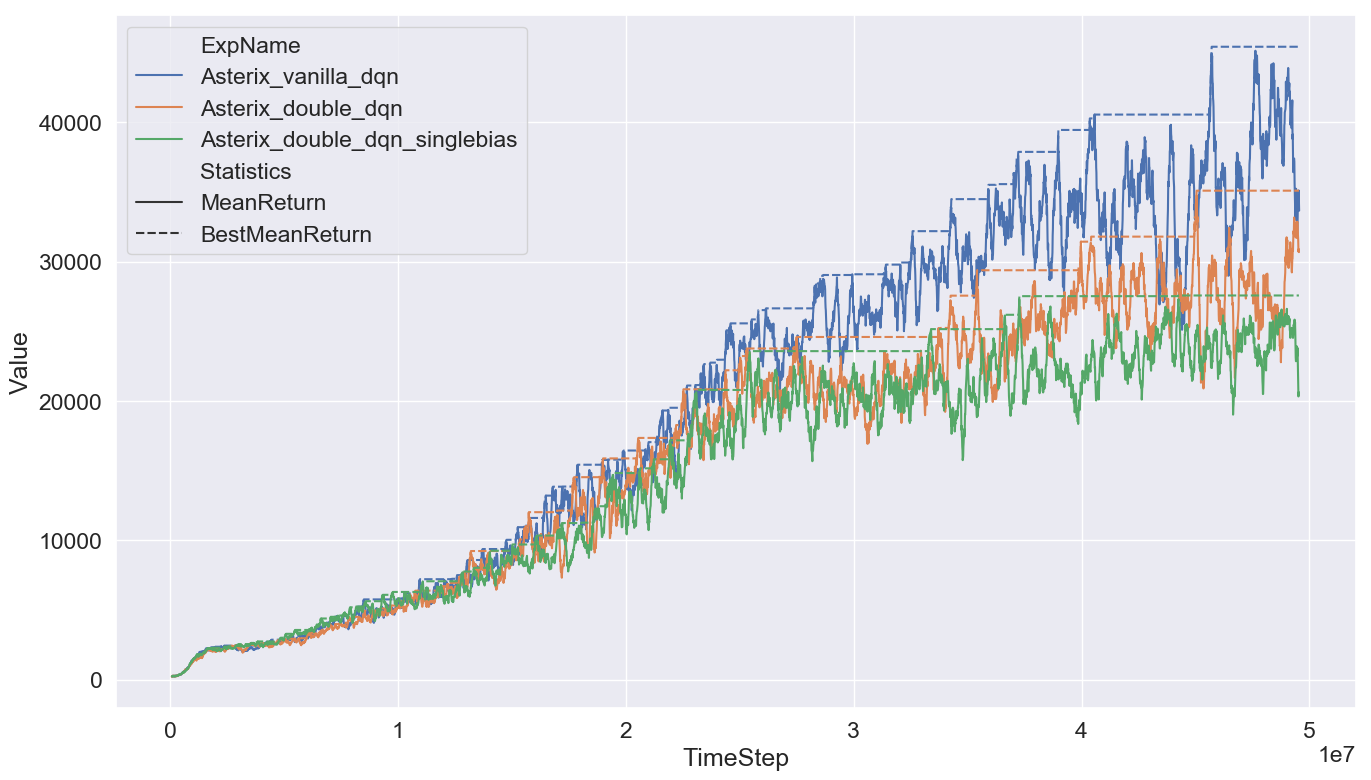 ExpName
Asterix_vanilla_dqn
Asterix_double_dqn
Asterix_double_dqn_singlebias
Statistics
MeanReturn
BestMeanReturn
Value
40000
30000
20000
10000
0
0 1 2 3 4 5
1e7
TimeStep